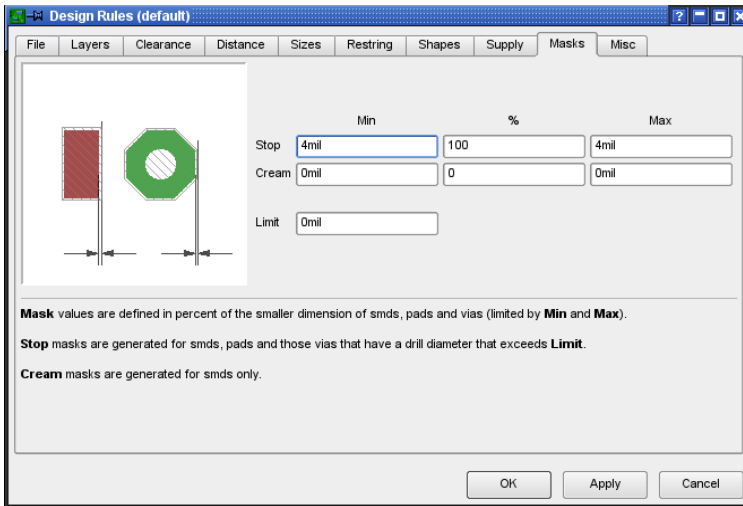 Design Rules (default)
File Layers Clearance Distance Sizes Restring Shapes Supply Masks Misc
Min % Max
Stop 4mil 100 4mil
Cream 0mil 0 0mil
Limit 0mil
Mask values are defined in percent of the smaller dimension of smds, pads and vias (limited by Min and Max).
Stop masks are generated for smds, pads and those vias that have a drill diameter that exceeds Limit.
Cream masks are generated for smds only.
OK Apply Cancel